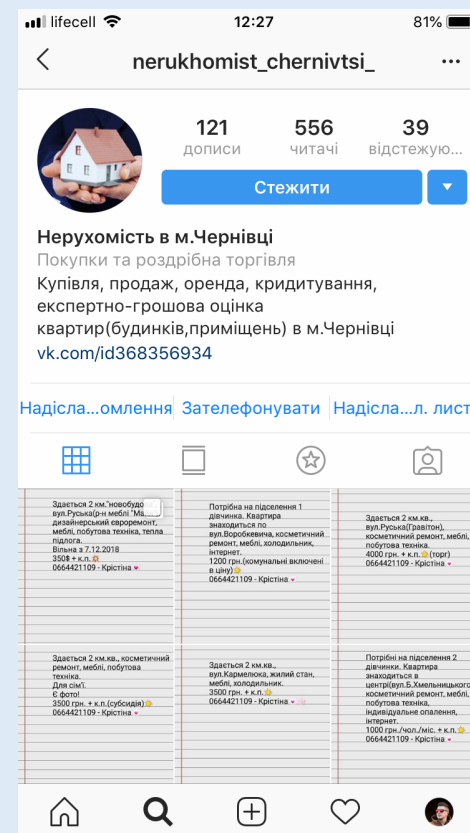 lifecell 12:27 81%
nerukhomist_chernivtsi_
121 556 39
дописи читачі відстежую...
Стежити
Нерухомість в м.Чернівці
Покупки та роздрібна торгівля
Купівля, продаж, оренда, кридитування,
експертно-грошова оцінка
квартир(будинків,приміщень) в м.Чернівці
vk.com/id368356934
Надісла...омлення Зателефонувати Надісла...л. лист
Здається 2 км."новобудо
вул.Руська(р-н меблі "Ма
дизайнерський євроремонт,
меблі, побутова техніка, тепла
підлога.
Вільна з 7.12.2018
350$ + к.п.💥
0664421109 - Крістіна ♥
Потрібна на підселення 1
дівчинка. Квартира
знаходиться по
вул.Воробкевича, косметичний
ремонт, меблі, холодильник,
інтернет.
1200 грн.(комунальні включені
в ціну)☀️
0664421109 - Крістіна ♥
Здається 2 км.кв.,
вул.Руська(Гравітон),
косметичний ремонт, меблі,
побутова техніка.
4000 грн. + к.п.☀️(торг)
0664421109 - Крістіна ♥
Здається 2 км.кв., косметичний
ремонт, меблі, побутова
техніка.
Для сім'ї.
Є фото!
3500 грн. + к.п.(субсидія)☀️
0664421109 - Крістіна ♥
Здається 2 км.кв.,
вул.Кармелюка, жилий стан,
меблі, холодильник.
3500 грн. + к.п.☀️
0664421109 - Крістіна ♥
Потрібні на підселення 2
дівчинки. Квартира
знаходиться в
центрі(вул.Б.Хмельницького
косметичний ремонт, меблі,
побутова техніка,
індивідуальне опалення,
інтернет.
1000 грн./чол./міс. + к.п.☀️
0664421109 - Крістіна ♥